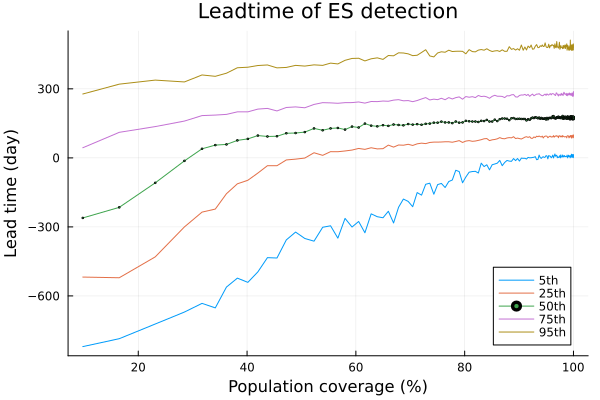 Leadtime of ES detection
Lead time (day)
300
0
−300
−600
20
40
60
80
100
Population coverage (%)
5th
25th
50th
75th
95th